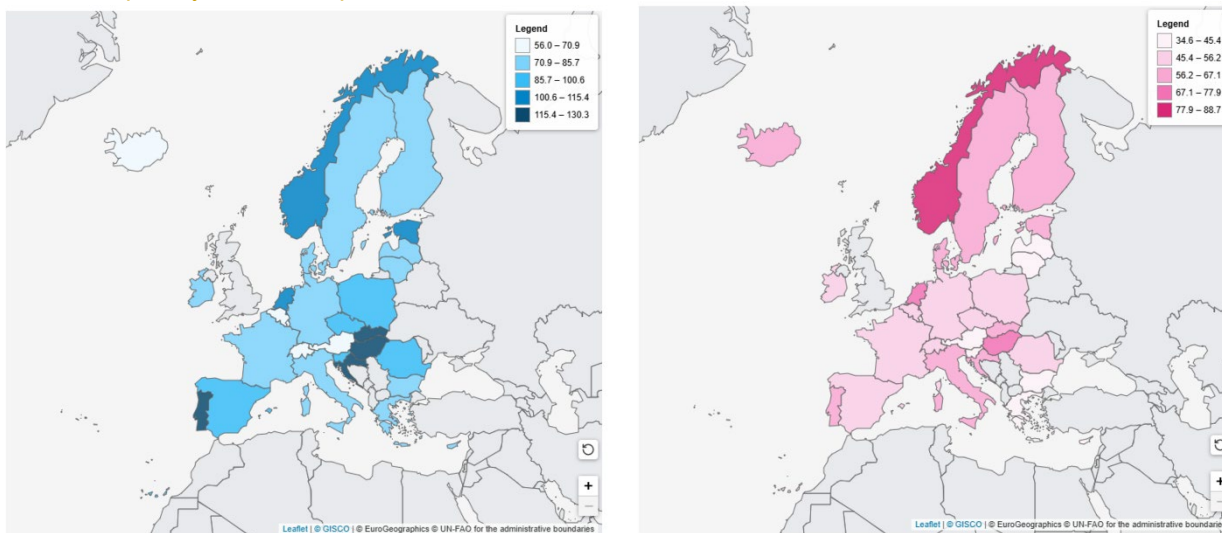 Legend
56.0 – 70.9
70.9 – 85.7
85.7 – 100.6
100.6 – 115.4
115.4 – 130.3
+
−
Leaflet | © GISCO | © EuroGeographics © UN-FAO for the administrative boundaries
Legend
34.6 – 45.4
45.4 – 56.2
56.2 – 67.1
67.1 – 77.9
77.9 – 88.7
+
−
Leaflet | © GISCO | © EuroGeographics © UN-FAO for the administrative boundaries